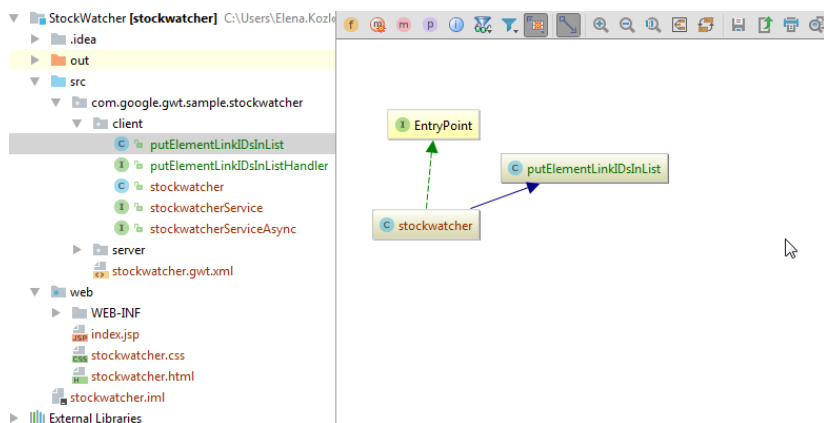 StockWatcher [stockwatcher] C:\Users\Elena.Kozlo
.idea
out
src
com.google.gwt.sample.stockwatcher
client
putElementLinkIDsInList
putElementLinkIDsInListHandler
stockwatcher
stockwatcherService
stockwatcherServiceAsync
server
stockwatcher.gwt.xml
web
WEB-INF
index.jsp
stockwatcher.css
stockwatcher.html
stockwatcher.iml
External Libraries
EntryPoint
putElementLinkIDsInList
stockwatcher